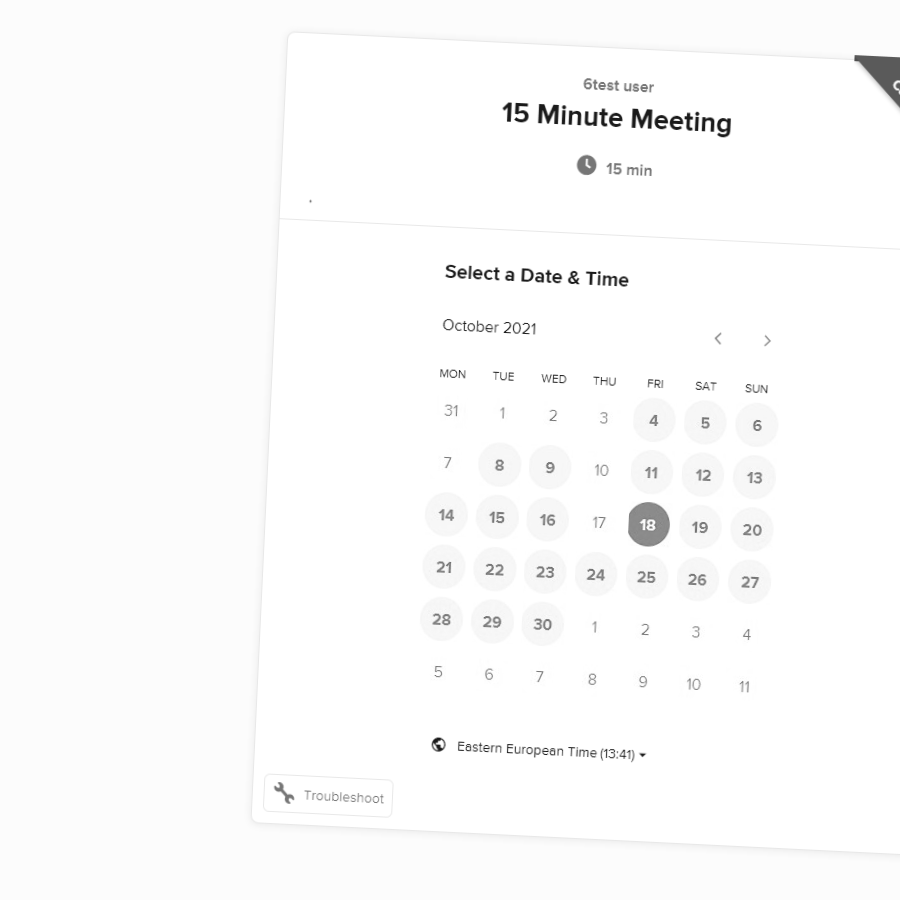 6test user
15 Minute Meeting
15 min
Select a Date & Time
October 2021
MON TUE WED THU FRI SAT SUN
31 1 2 3 4 5 6
7 8 9 10 11 12 13
14 15 16 17 18 19 20
21 22 23 24 25 26 27
28 29 30 1 2 3 4
5 6 7 8 9 10 11
Eastern European Time (13:41)
Troubleshoot